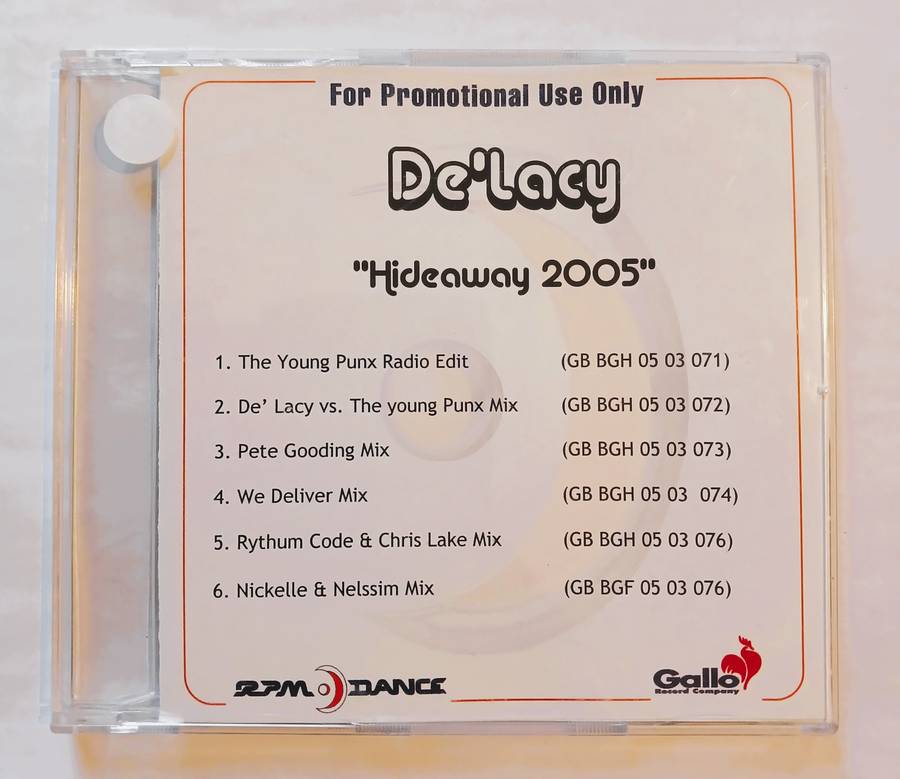 For Promotional Use Only
De'Lacy
"Hideaway 2005"
1. The Young Punx Radio Edit (GB BGH 05 03 071)
2. De' Lacy vs. The young Punx Mix (GB BGH 05 03 072)
3. Pete Gooding Mix (GB BGH 05 03 073)
4. We Deliver Mix (GB BGH 05 03 074)
5. Rythum Code & Chris Lake Mix (GB BGH 05 03 076)
6. Nickelle & Nelssim Mix (GB BGF 05 03 076)
RPM DANCE
Gallo
Record Company